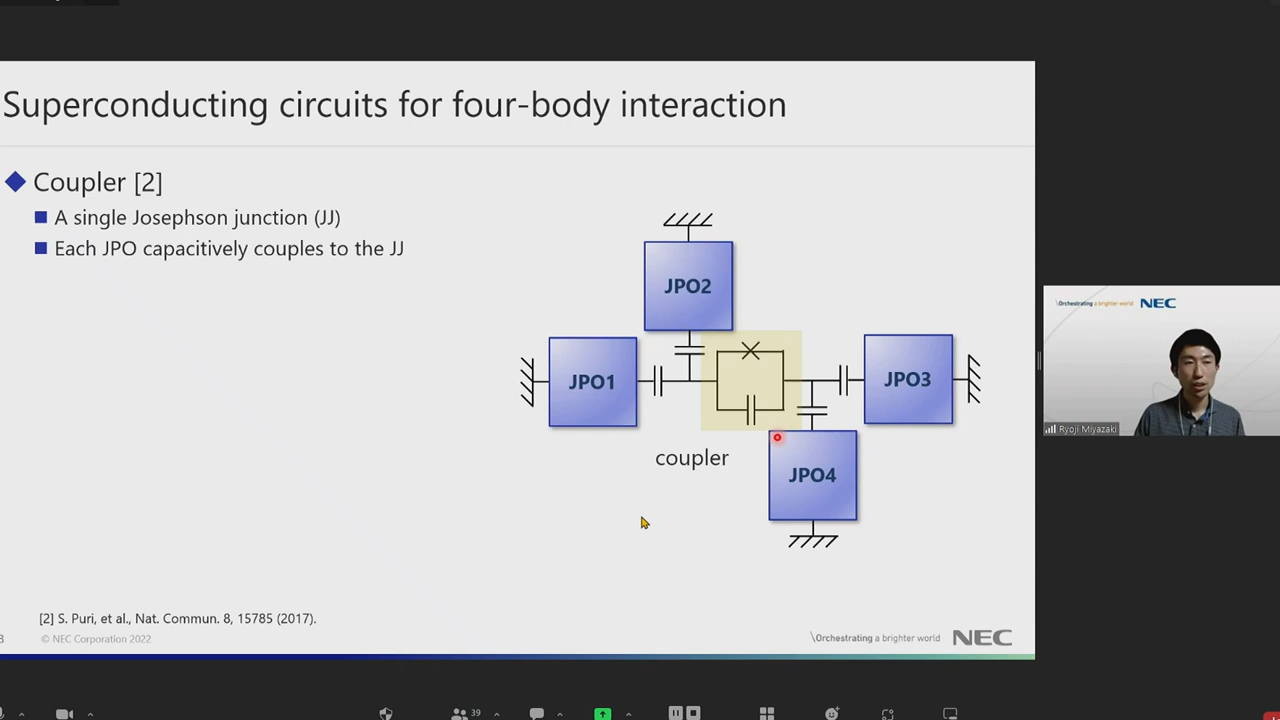 Superconducting circuits for four-body interaction
Coupler [2]
A single Josephson junction (JJ)
Each JPO capacitively couples to the JJ
JPO2
JPO1
JPO3
coupler
JPO4
[2] S. Puri, et al., Nat. Commun. 8, 15785 (2017).
© NEC Corporation 2022
\Orchestrating a brighter world NEC
\Orchestrating a brighter world NEC
Ryoji Miyazaki
39